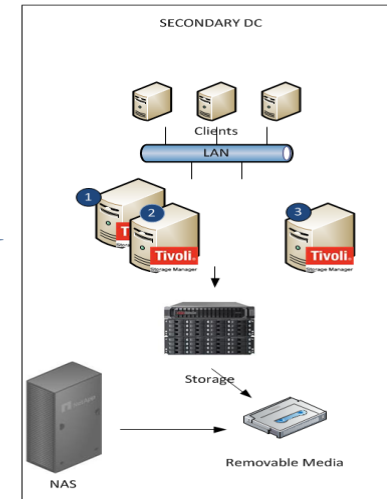 SECONDARY DC
Clients
LAN
1
2
3
T
Tivoli.
Storage Manager
Tivoli.
Storage Manager
Storage
NAS
Removable Media